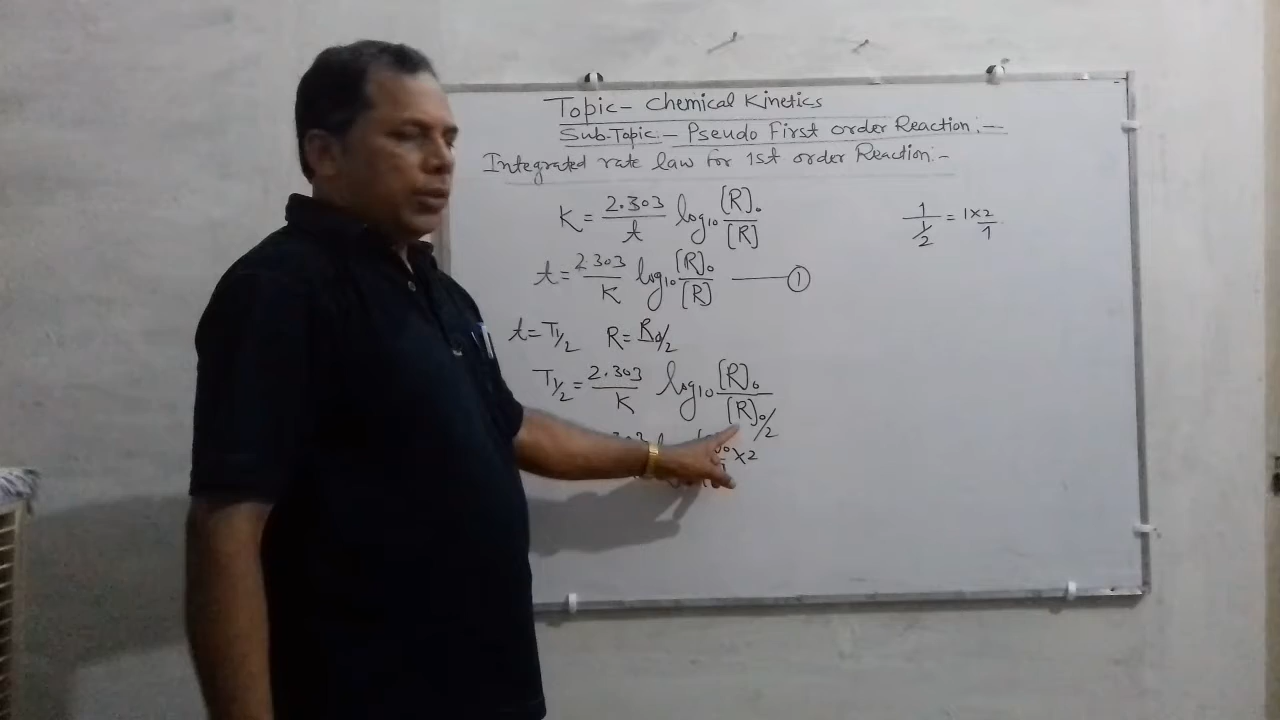 Topic- Chemical Kinetics
Sub-Topic:- Pseudo First order Reaction:-
Integrated rate law for 1st order Reaction:-
K = 2.303/t log₁₀ [R]₀/[R]
1/(1/2) = 1×2/1
t = 2.303/K log₁₀ [R]₀/[R] —— ①
t = T1/2 R = R₀/2
T1/2 = 2.303/K log₁₀ [R]₀/[R]₀/2
×2